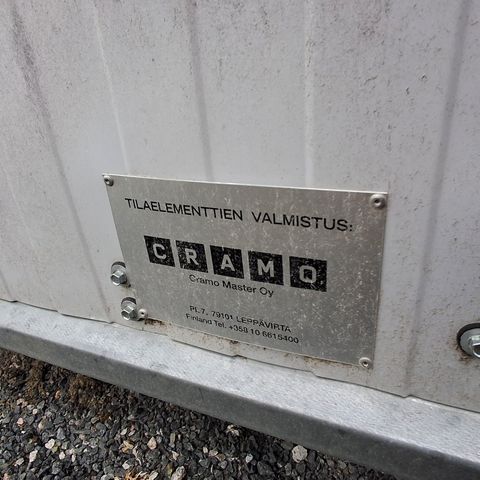 TILAELEMENTTIEN VALMISTUS:
CRAMO
Cramo Master Oy
PL 7, 79101 LEPPÄVIRTA
Finland Tel. +358 10 6615400